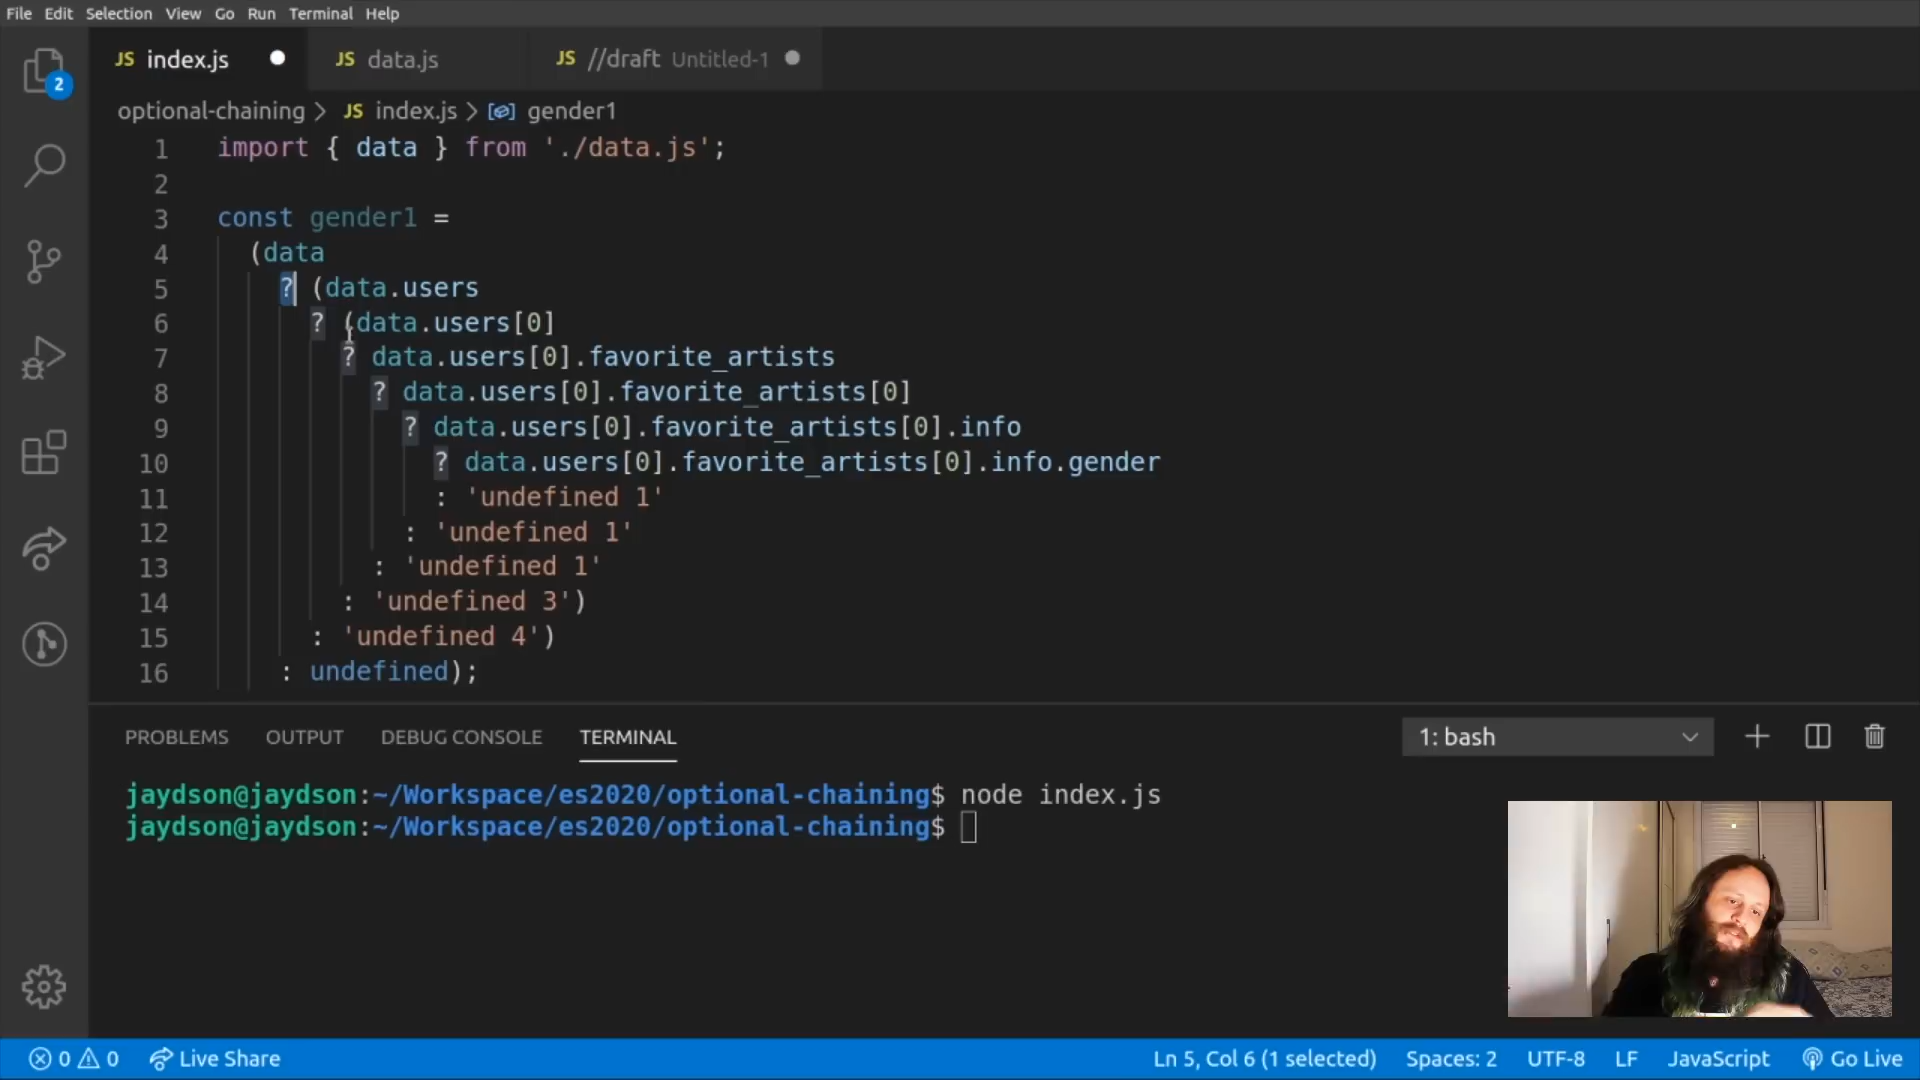 File Edit Selection View Go Run Terminal Help
JS index.js JS data.js JS //draft Untitled-1
2
optional-chaining > JS index.js > gender1
1 import { data } from './data.js';
2
3 const gender1 =
4 (data
5 ? (data.users
6 ? (data.users[0]
7 ? data.users[0].favorite_artists
8 ? data.users[0].favorite_artists[0]
9 ? data.users[0].favorite_artists[0].info
10 ? data.users[0].favorite_artists[0].info.gender
11 : 'undefined 1'
12 : 'undefined 1'
13 : 'undefined 1'
14 : 'undefined 3')
15 : 'undefined 4')
16 : undefined);
PROBLEMS OUTPUT DEBUG CONSOLE TERMINAL 1: bash
jaydson@jaydson:~/Workspace/es2020/optional-chaining$ node index.js
jaydson@jaydson:~/Workspace/es2020/optional-chaining$
0 0 Live Share Ln 5, Col 6 (1 selected) Spaces: 2 UTF-8 LF JavaScript Go Live